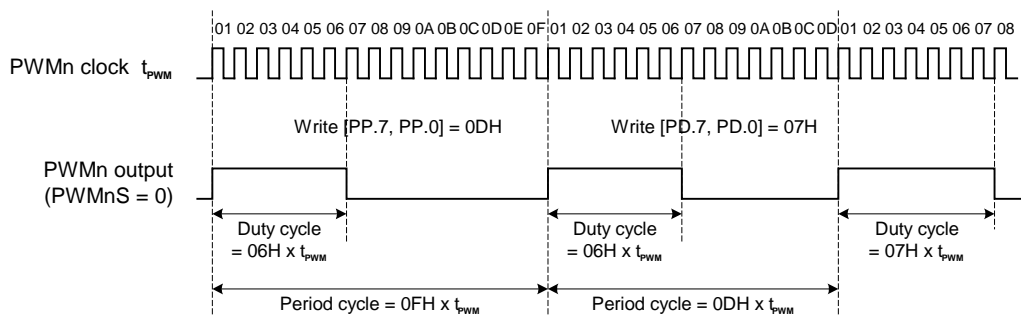 01 02 03 04 05 06 07 08 09 0A 0B 0C 0D 0E 0F 01 02 03 04 05 06 07 08 09 0A 0B 0C 0D 01 02 03 04 05 06 07 08
PWMn clock tPWM
Write [PP.7, PP.0] = 0DH Write [PD.7, PD.0] = 07H
PWMn output
(PWMnS = 0)
Duty cycle Duty cycle Duty cycle
= 06H x tPWM = 06H x tPWM = 07H x tPWM
Period cycle = 0FH x tPWM Period cycle = 0DH x tPWM